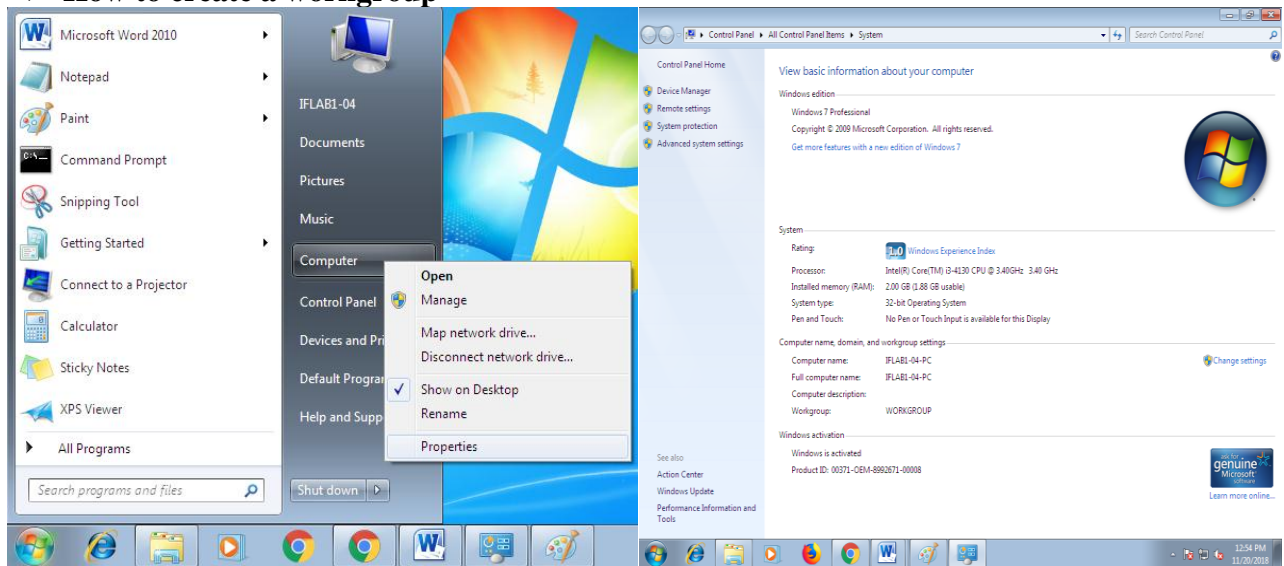 How to create a workgroup
Microsoft Word 2010
Notepad
Paint
Command Prompt
Snipping Tool
Getting Started
Connect to a Projector
Calculator
Sticky Notes
XPS Viewer
All Programs
Search programs and files
IFLAB1-04
Documents
Pictures
Music
Computer
Control Panel
Devices and Pri
Default Program
Help and Supp
Shut down
Open
Manage
Map network drive...
Disconnect network drive...
Show on Desktop
Rename
Properties
Control Panel All Control Panel Items System
Search Control Panel
Control Panel Home
Device Manager
Remote settings
System protection
Advanced system settings
See also
Action Center
Windows Update
Performance Information and
Tools
View basic information about your computer
Windows edition
Windows 7 Professional
Copyright © 2009 Microsoft Corporation. All rights reserved.
Get more features with a new edition of Windows 7
System
Rating: 1.0 Windows Experience Index
Processor: Intel(R) Core(TM) i3-4130 CPU @ 3.40GHz 3.40 GHz
Installed memory (RAM): 2.00 GB (1.88 GB usable)
System type: 32-bit Operating System
Pen and Touch: No Pen or Touch Input is available for this Display
Computer name, domain, and workgroup settings
Computer name: IFLAB1-04-PC
Change settings
Full computer name: IFLAB1-04-PC
Computer description:
Workgroup: WORKGROUP
Windows activation
Windows is activated
Product ID: 00371-OEM-8992671-00008
ask for
genuine
Microsoft
software
Learn more online...
12:54 PM
11/20/2018